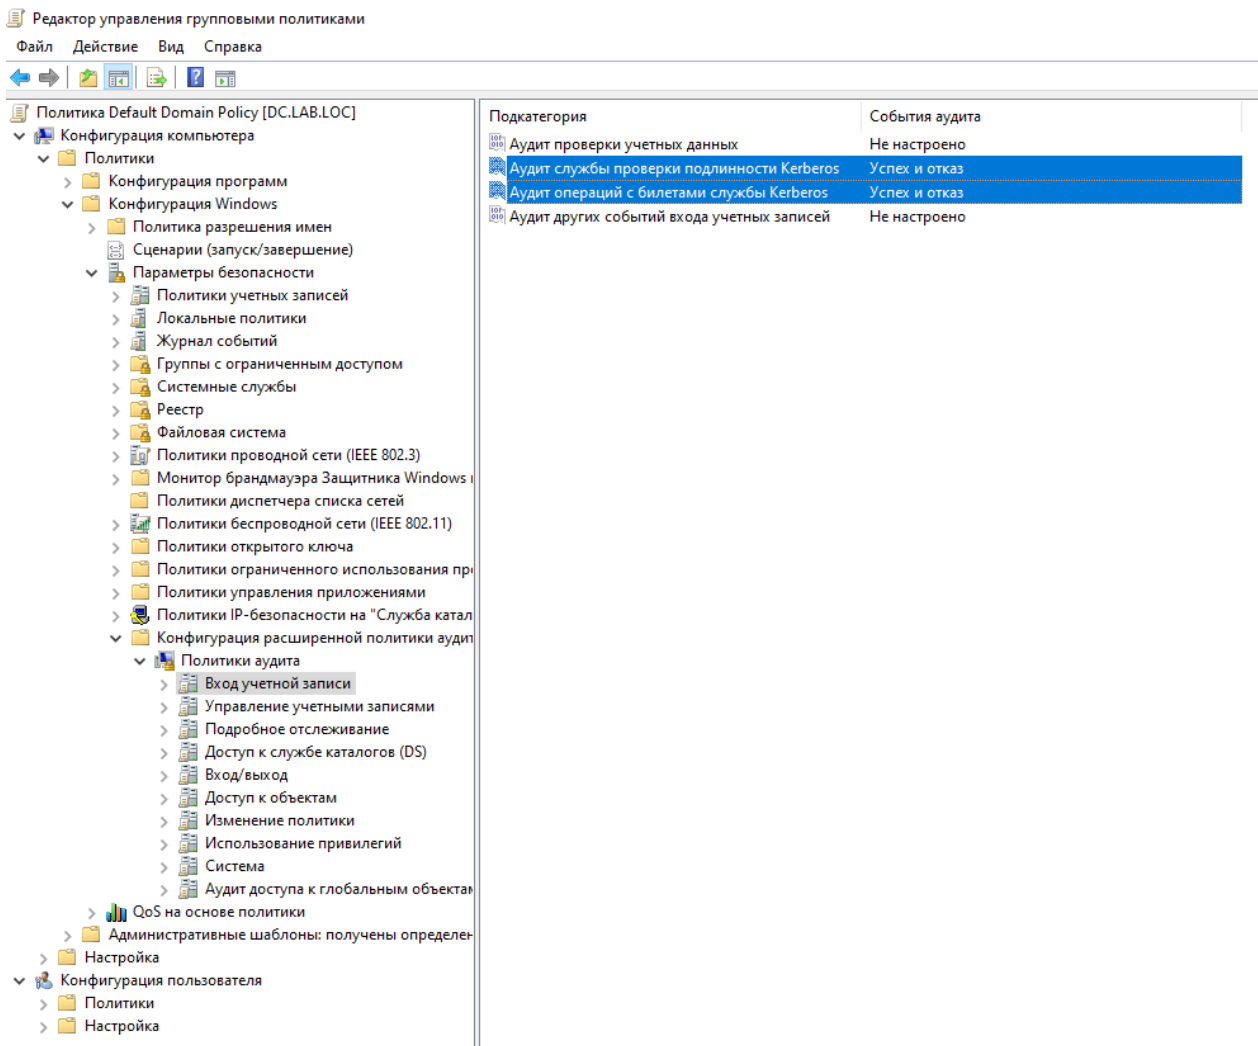 Редактор управления групповыми политиками
Файл Действие Вид Справка
Политика Default Domain Policy [DC.LAB.LOC]
Конфигурация компьютера
Политики
Конфигурация программ
Конфигурация Windows
Политика разрешения имен
Сценарии (запуск/завершение)
Параметры безопасности
Политики учетных записей
Локальные политики
Журнал событий
Группы с ограниченным доступом
Системные службы
Реестр
Файловая система
Политики проводной сети (IEEE 802.3)
Монитор брандмауэра Защитника Windows
Политики диспетчера списка сетей
Политики беспроводной сети (IEEE 802.11)
Политики открытого ключа
Политики ограниченного использования
Политики управления приложениями
Политики IP-безопасности на "Служба катал
Конфигурация расширенной политики аудит
Политики аудита
Вход учетной записи
Управление учетными записями
Подробное отслеживание
Доступ к службе каталогов (DS)
Вход/выход
Доступ к объектам
Изменение политики
Использование привилегий
Система
Аудит доступа к глобальным объектам
QoS на основе политики
Административные шаблоны: получены определен
Настройка
Конфигурация пользователя
Политики
Настройка
Подкатегория События аудита
Аудит проверки учетных данных Не настроено
Аудит службы проверки подлинности Kerberos Успех и отказ
Аудит операций с билетами службы Kerberos Успех и отказ
Аудит других событий входа учетных записей Не настроено